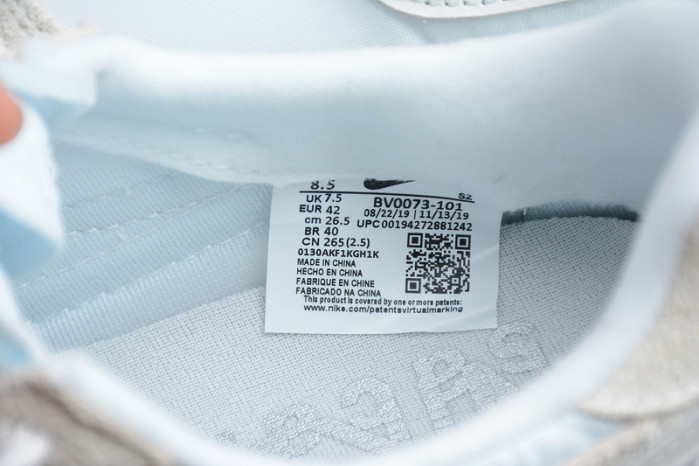 8.5
UK 7.5
EUR 42
cm 26.5
BR 40
CN 265(2.5)
SZ
BV0073-101
08/22/19 | 11/13/19
UPC00194272881242
0130AKF1KGH1K
MADE IN CHINA
HECHO EN CHINA
FABRIQUE EN CHINE
FABRICADO NA CHINA
This product is covered by one or more patents:
www.nike.com/patentsvirtualmarking